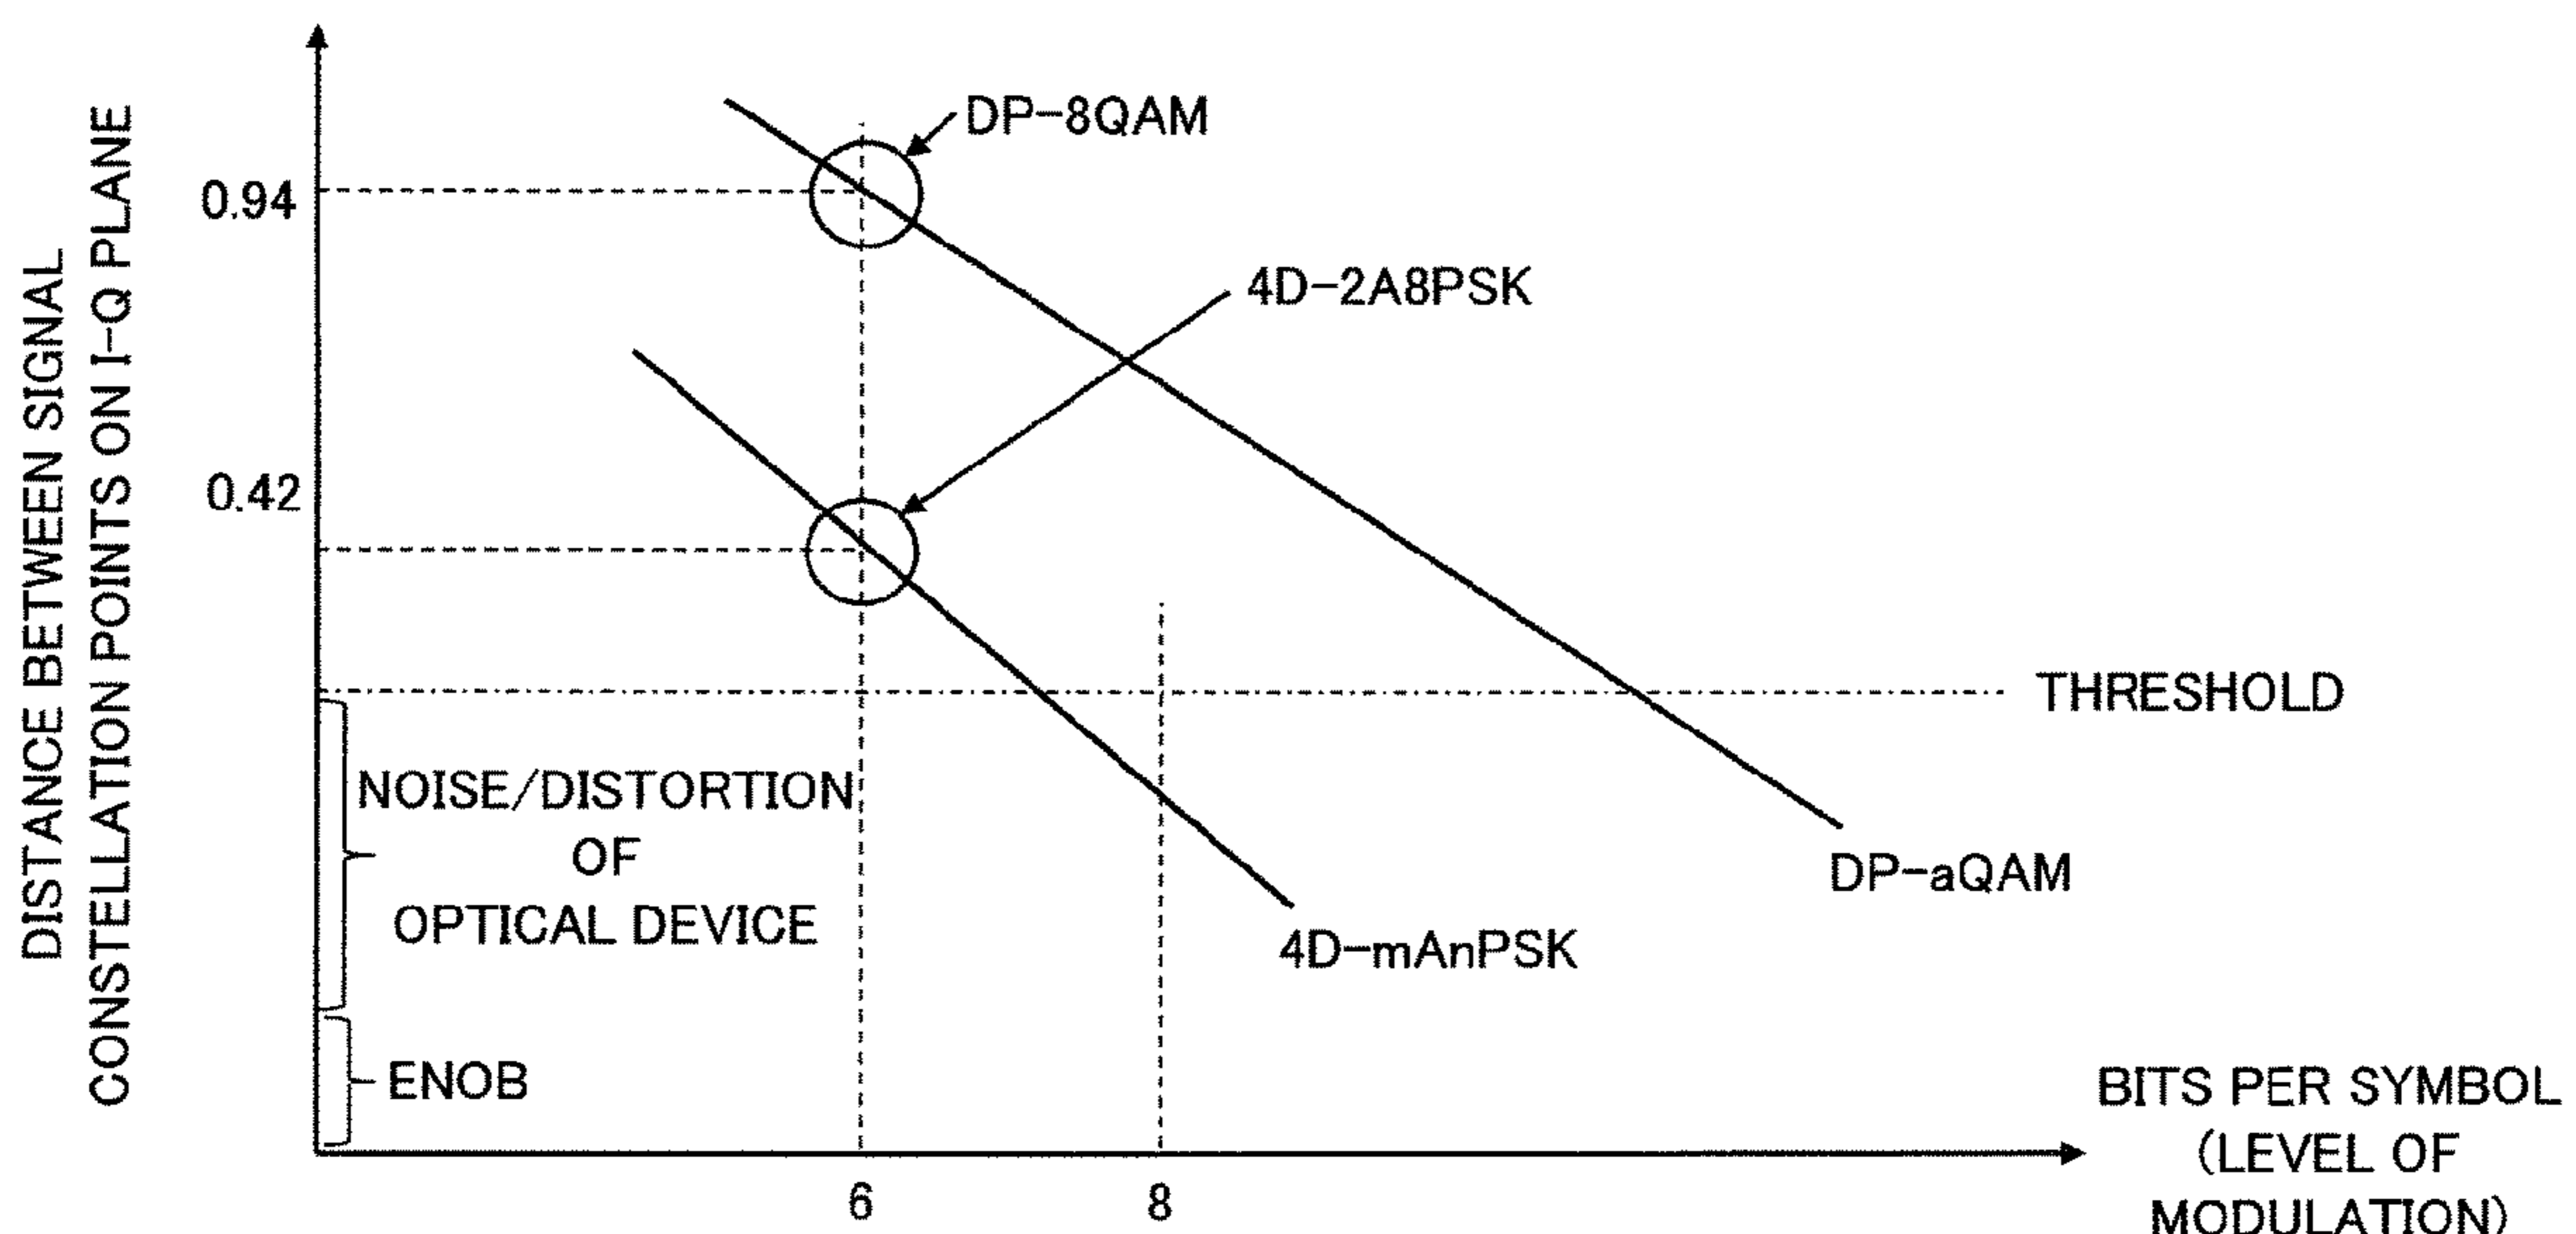 DISTANCE BETWEEN SIGNAL
CONSTELLATION POINTS ON I-Q PLANE
0.94
0.42
DP-8QAM
4D-2A8PSK
THRESHOLD
NOISE/DISTORTION
OF
OPTICAL DEVICE
DP-aQAM
4D-mAnPSK
ENOB
BITS PER SYMBOL
(LEVEL OF
MODULATION)
6
8